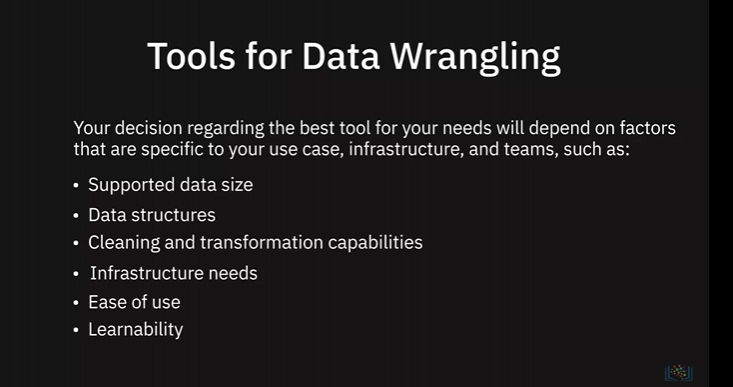 Tools for Data Wrangling
Your decision regarding the best tool for your needs will depend on factors
that are specific to your use case, infrastructure, and teams, such as:
• Supported data size
• Data structures
• Cleaning and transformation capabilities
• Infrastructure needs
• Ease of use
• Learnability